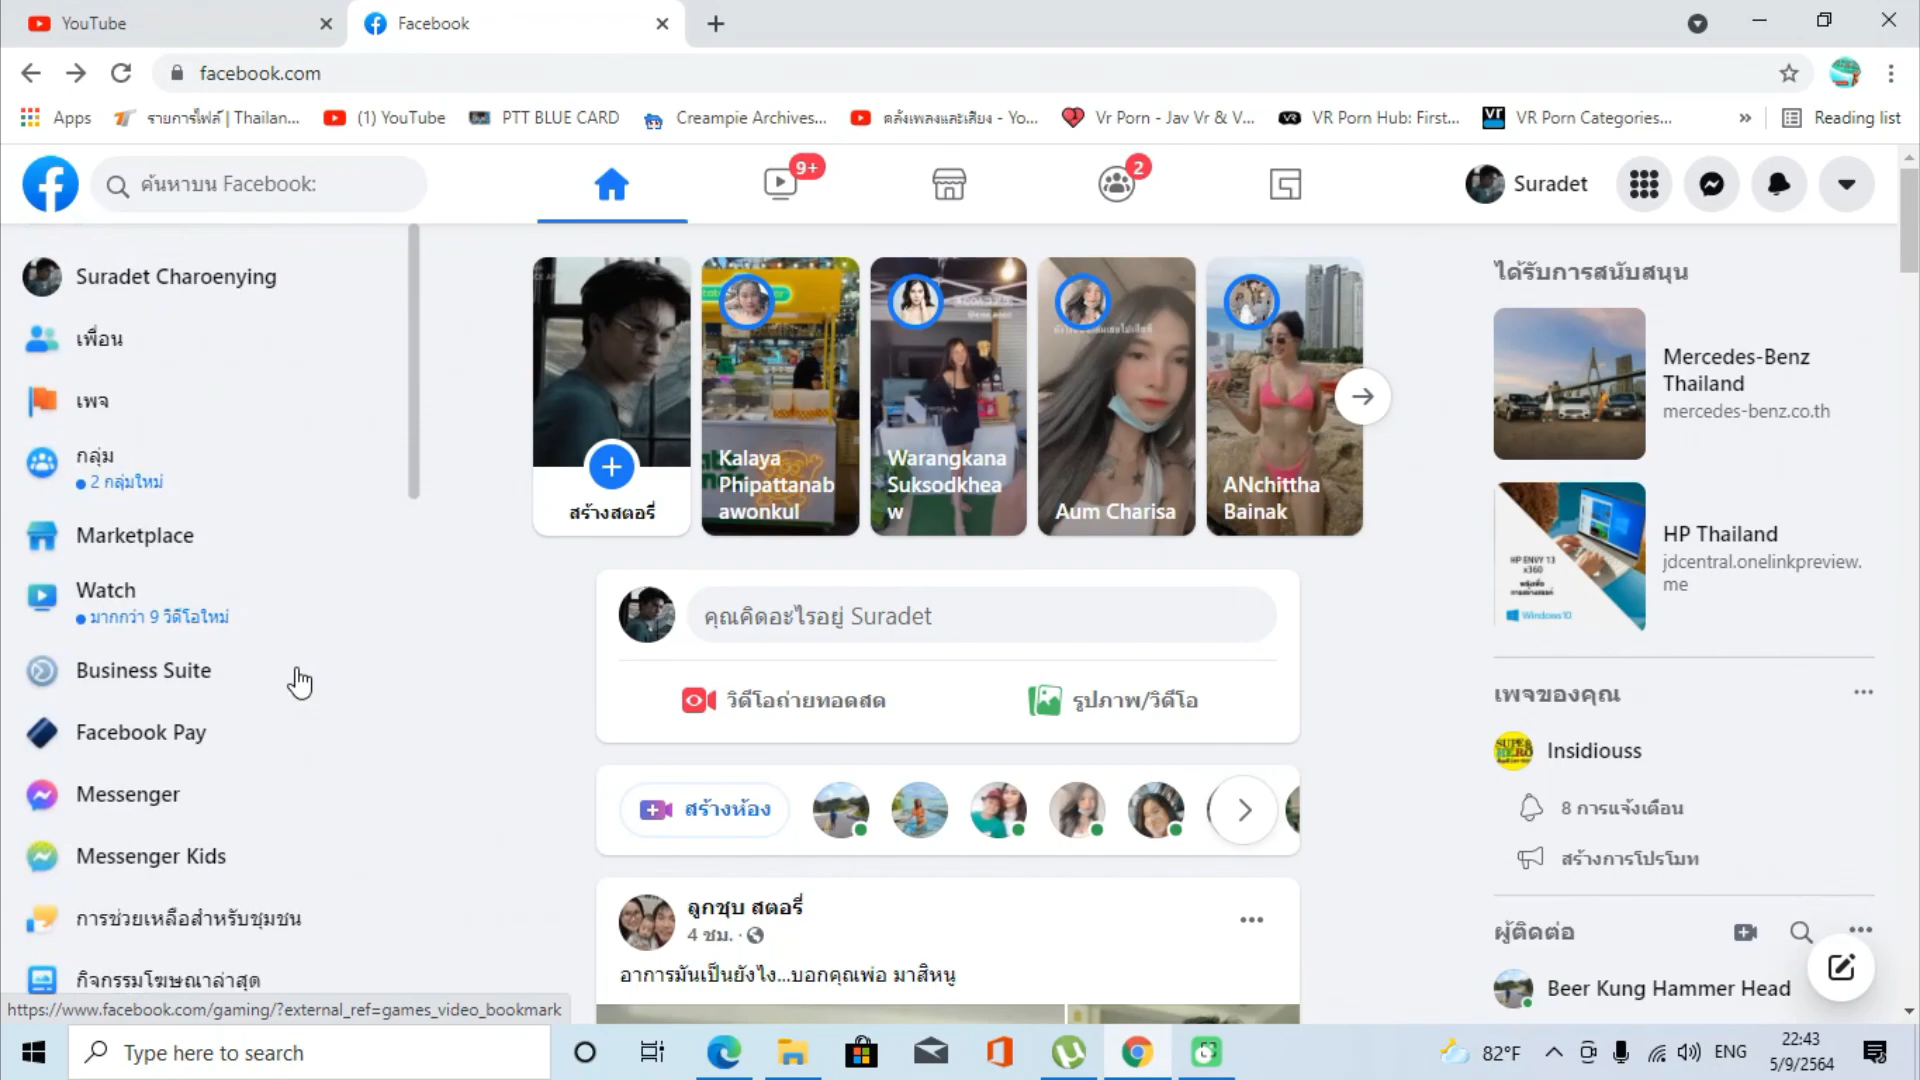 YouTube
Facebook
facebook.com
Apps
รายการไฟล์ | Thailan...
(1) YouTube
PTT BLUE CARD
Creampie Archives...
คลังเพลงและเสียง - Yo...
Vr Porn - Jav Vr & V...
VR Porn Hub: First...
VR Porn Categories...
»
Reading list
ค้นหาบน Facebook:
9+
2
Suradet
Suradet Charoenying
เพื่อน
เพจ
กลุ่ม
2 กลุ่มใหม่
Marketplace
Watch
มากกว่า 9 วิดีโอใหม่
Business Suite
Facebook Pay
Messenger
Messenger Kids
การช่วยเหลือสำหรับชุมชน
กิจกรรมโฆษณาล่าสุด
https://www.facebook.com/gaming/?external_ref=games_video_bookmark
สร้างสตอรี่
Kalaya
Phipattanab
awonkul
Warangkana
Suksodkhea
w
Aum Charisa
ANchittha
Bainak
คุณคิดอะไรอยู่ Suradet
วิดีโอถ่ายทอดสด
รูปภาพ/วิดีโอ
สร้างห้อง
ลูกชุบ สตอรี่
4 ชม. ·
อาการมันเป็นยังไง...บอกคุณพ่อ มาสิหนู
ได้รับการสนับสนุน
Mercedes-Benz
Thailand
mercedes-benz.co.th
HP ENVY 13
x360
Windows 10
HP Thailand
jdcentral.onelinkpreview.
me
เพจของคุณ
Insidiouss
8 การแจ้งเตือน
สร้างการโปรโมท
ผู้ติดต่อ
Beer Kung Hammer Head
Type here to search
82°F
ENG
22:43
5/9/2564